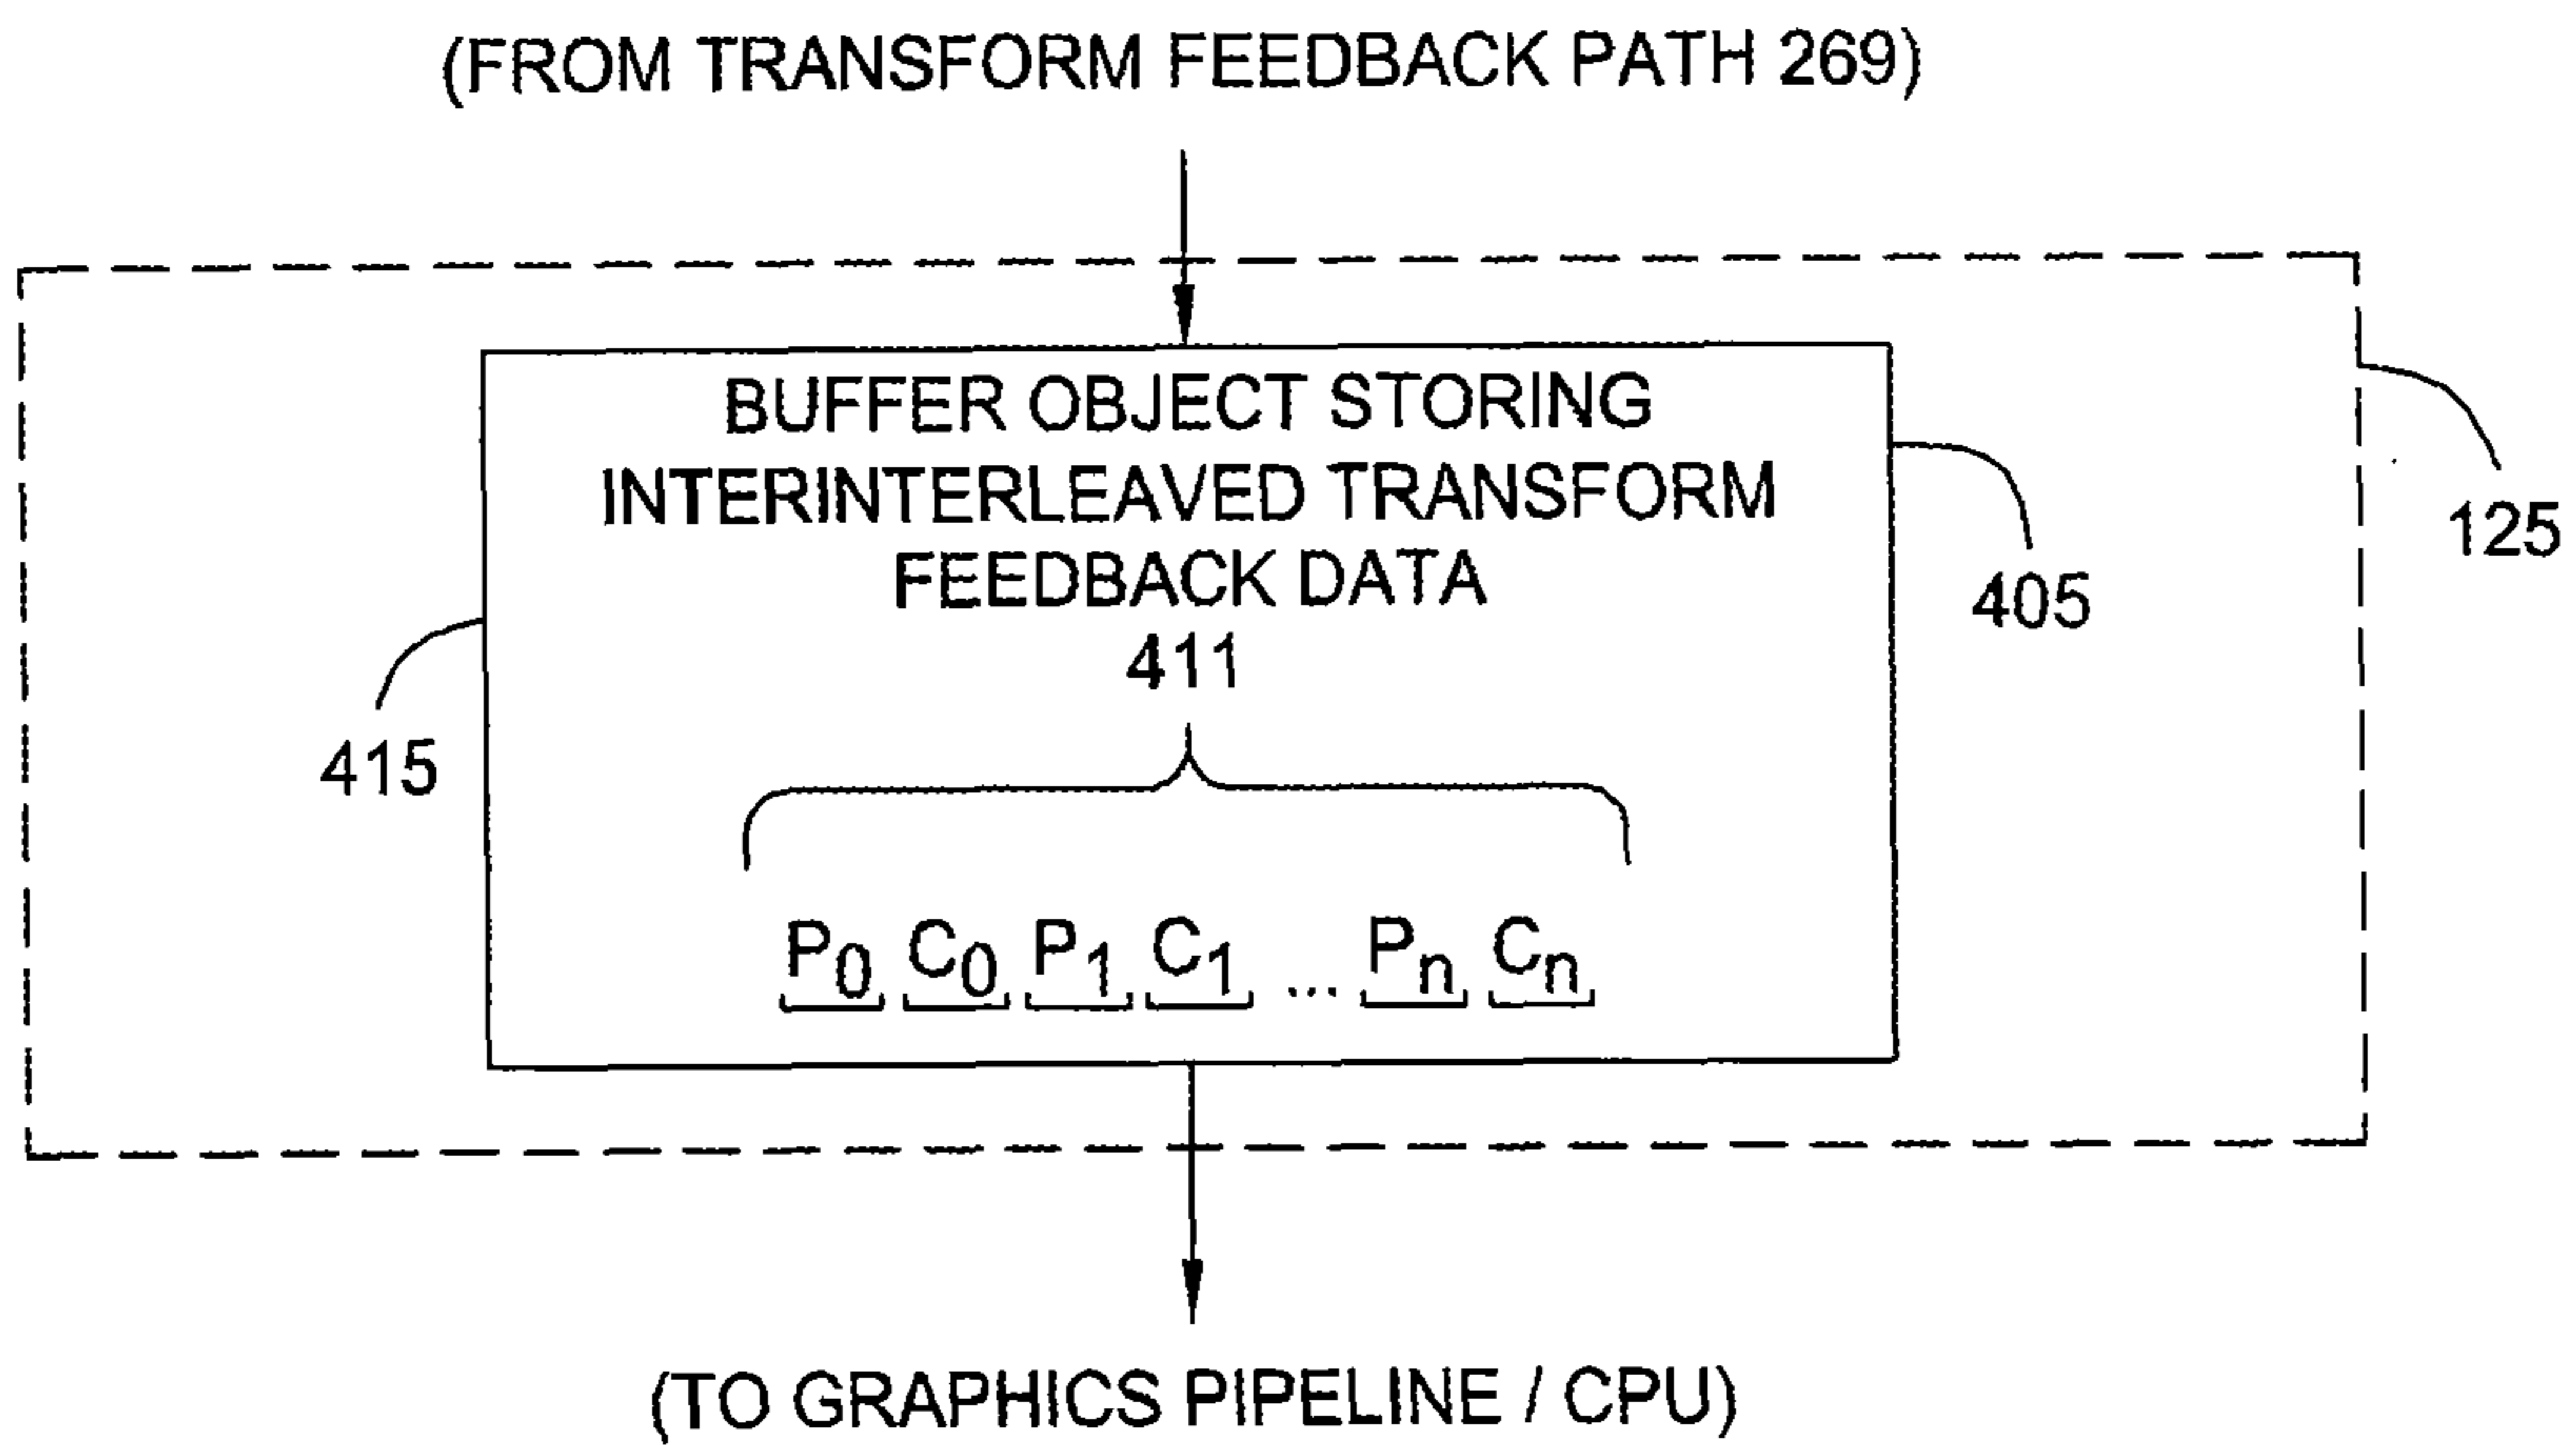 (FROM TRANSFORM FEEDBACK PATH 269)
BUFFER OBJECT STORING
INTERINTERLEAVED TRANSFORM
FEEDBACK DATA
411
125
405
415
P0 C0 P1 C1 ... Pn Cn
(TO GRAPHICS PIPELINE / CPU)